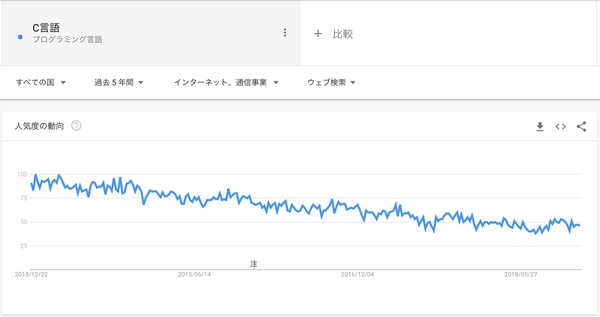 C言語
プログラミング言語
+ 比較
すべての国
過去 5 年間
インターネット、通信事業
ウェブ検索
人気度の動向
100
75
50
25
注
2013/12/22
2015/06/14
2016/12/04
2018/05/27